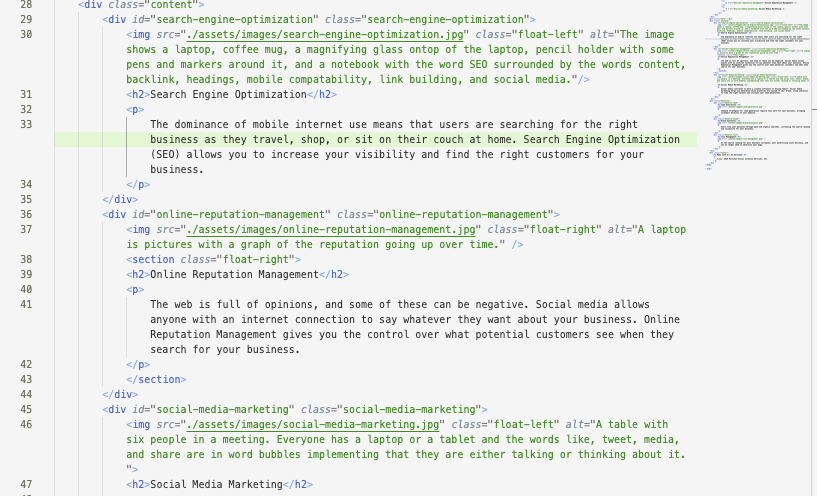 28 <div class="content">
29 <div id="search-engine-optimization" class="search-engine-optimization">
30 <img src="./assets/images/search-engine-optimization.jpg" class="float-left" alt="The image
shows a laptop, coffee mug, a magnifying glass ontop of the laptop, pencil holder with some
pens and markers around it, and a notebook with the word SEO surrounded by the words content,
backlink, headings, mobile compatability, link building, and social media."/>
31 <h2>Search Engine Optimization</h2>
32 <p>
33 The dominance of mobile internet use means that users are searching for the right
business as they travel, shop, or sit on their couch at home. Search Engine Optimization
(SEO) allows you to increase your visibility and find the right customers for your
business.
34 </p>
35 </div>
36 <div id="online-reputation-management" class="online-reputation-management">
37 <img src="./assets/images/online-reputation-management.jpg" class="float-right" alt="A laptop
is pictures with a graph of the reputation going up over time." />
38 <section class="float-right">
39 <h2>Online Reputation Management</h2>
40 <p>
41 The web is full of opinions, and some of these can be negative. Social media allows
anyone with an internet connection to say whatever they want about your business. Online
Reputation Management gives you the control over what potential customers see when they
search for your business.
42 </p>
43 </section>
44 </div>
45 <div id="social-media-marketing" class="social-media-marketing">
46 <img src="./assets/images/social-media-marketing.jpg" class="float-left" alt="A table with
six people in a meeting. Everyone has a laptop or a tablet and the words like, tweet, media,
and share are in word bubbles implementing that they are either talking or thinking about it.
">
47 <h2>Social Media Marketing</h2>